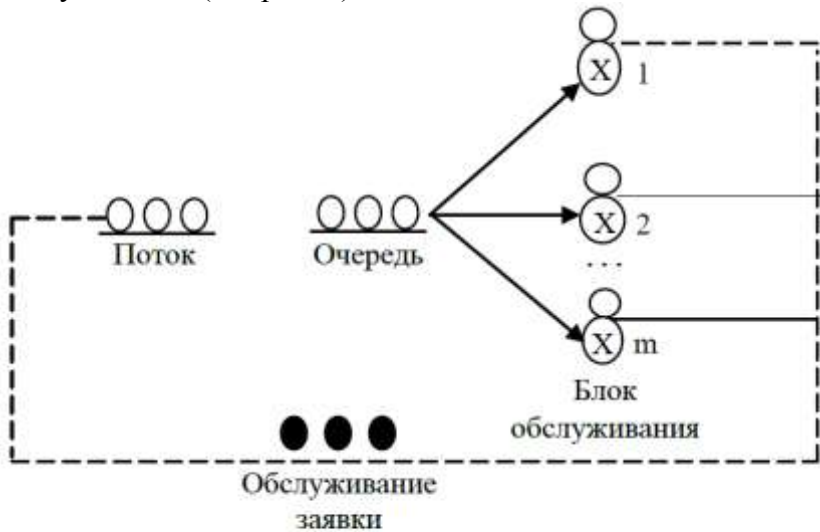 X 1
X 2
Поток
Очередь
...
X m
Блок
обслуживания
Обслуживание
заявки